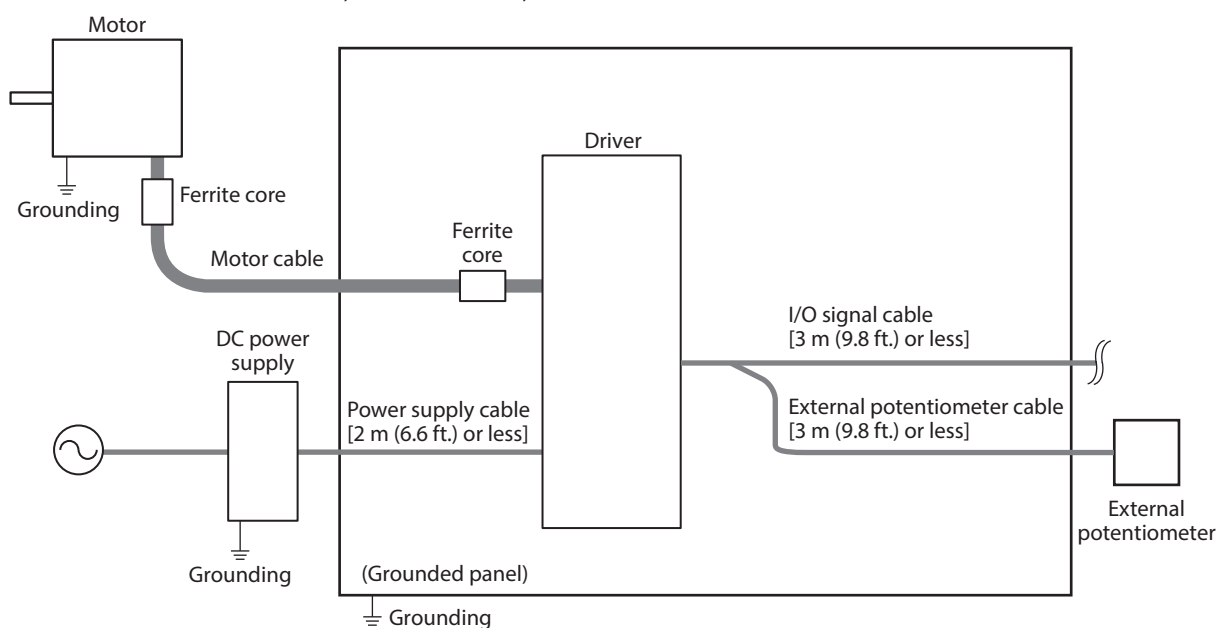 Motor
Driver
Ferrite core
Grounding
Ferrite
core
Motor cable
I/O signal cable
[3 m (9.8 ft.) or less]
DC power
supply
Power supply cable
[2 m (6.6 ft.) or less]
External potentiometer cable
[3 m (9.8 ft.) or less]
External
potentiometer
Grounding
(Grounded panel)
Grounding